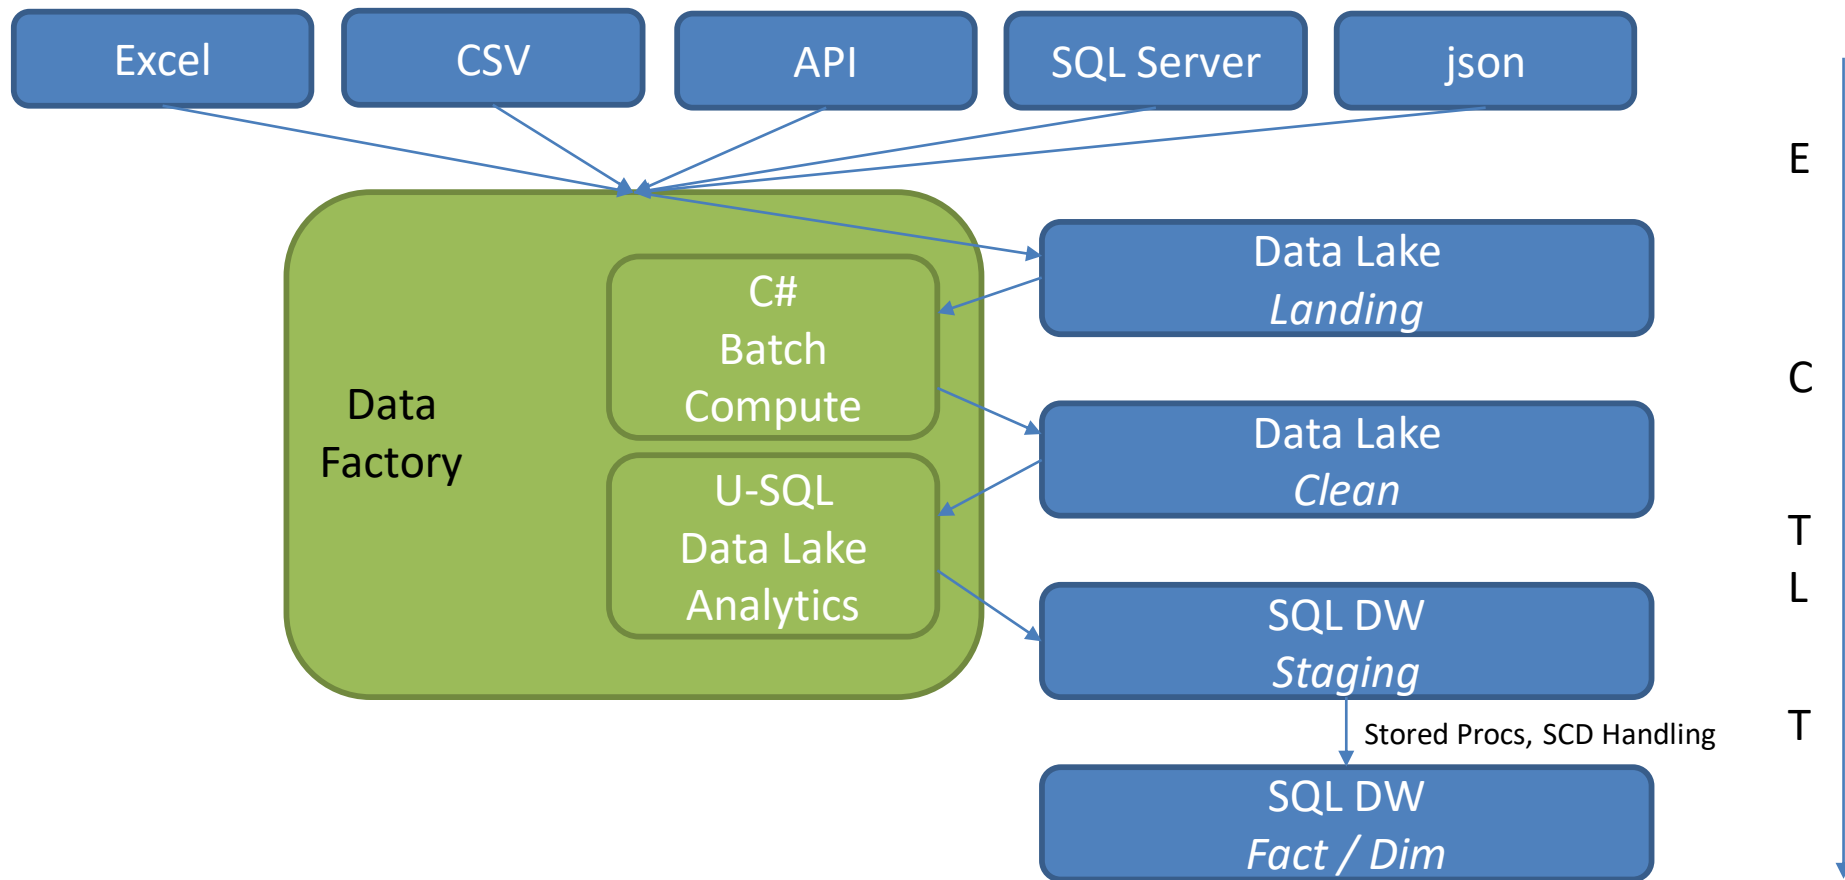 Excel
CSV
API
SQL Server
json
E
Data Lake
Landing
C#
Batch
Compute
Data
Factory
C
Data Lake
Clean
U-SQL
Data Lake
Analytics
T
L
SQL DW
Staging
Stored Procs, SCD Handling
T
SQL DW
Fact / Dim